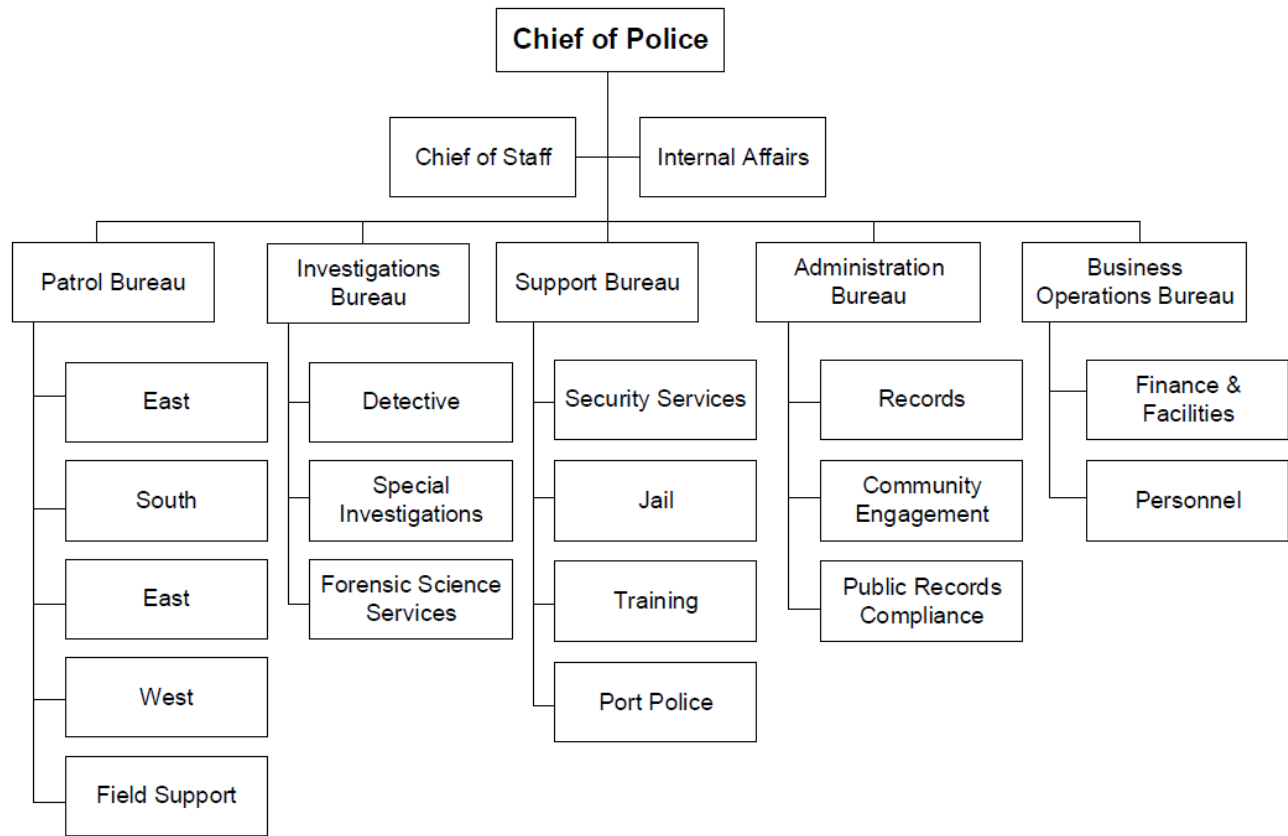 Chief of Police
Chief of Staff
Internal Affairs
Patrol Bureau
Investigations
Bureau
Support Bureau
Administration
Bureau
Business
Operations Bureau
East
South
East
West
Field Support
Detective
Special
Investigations
Forensic Science
Services
Security Services
Jail
Training
Port Police
Records
Community
Engagement
Public Records
Compliance
Finance &
Facilities
Personnel